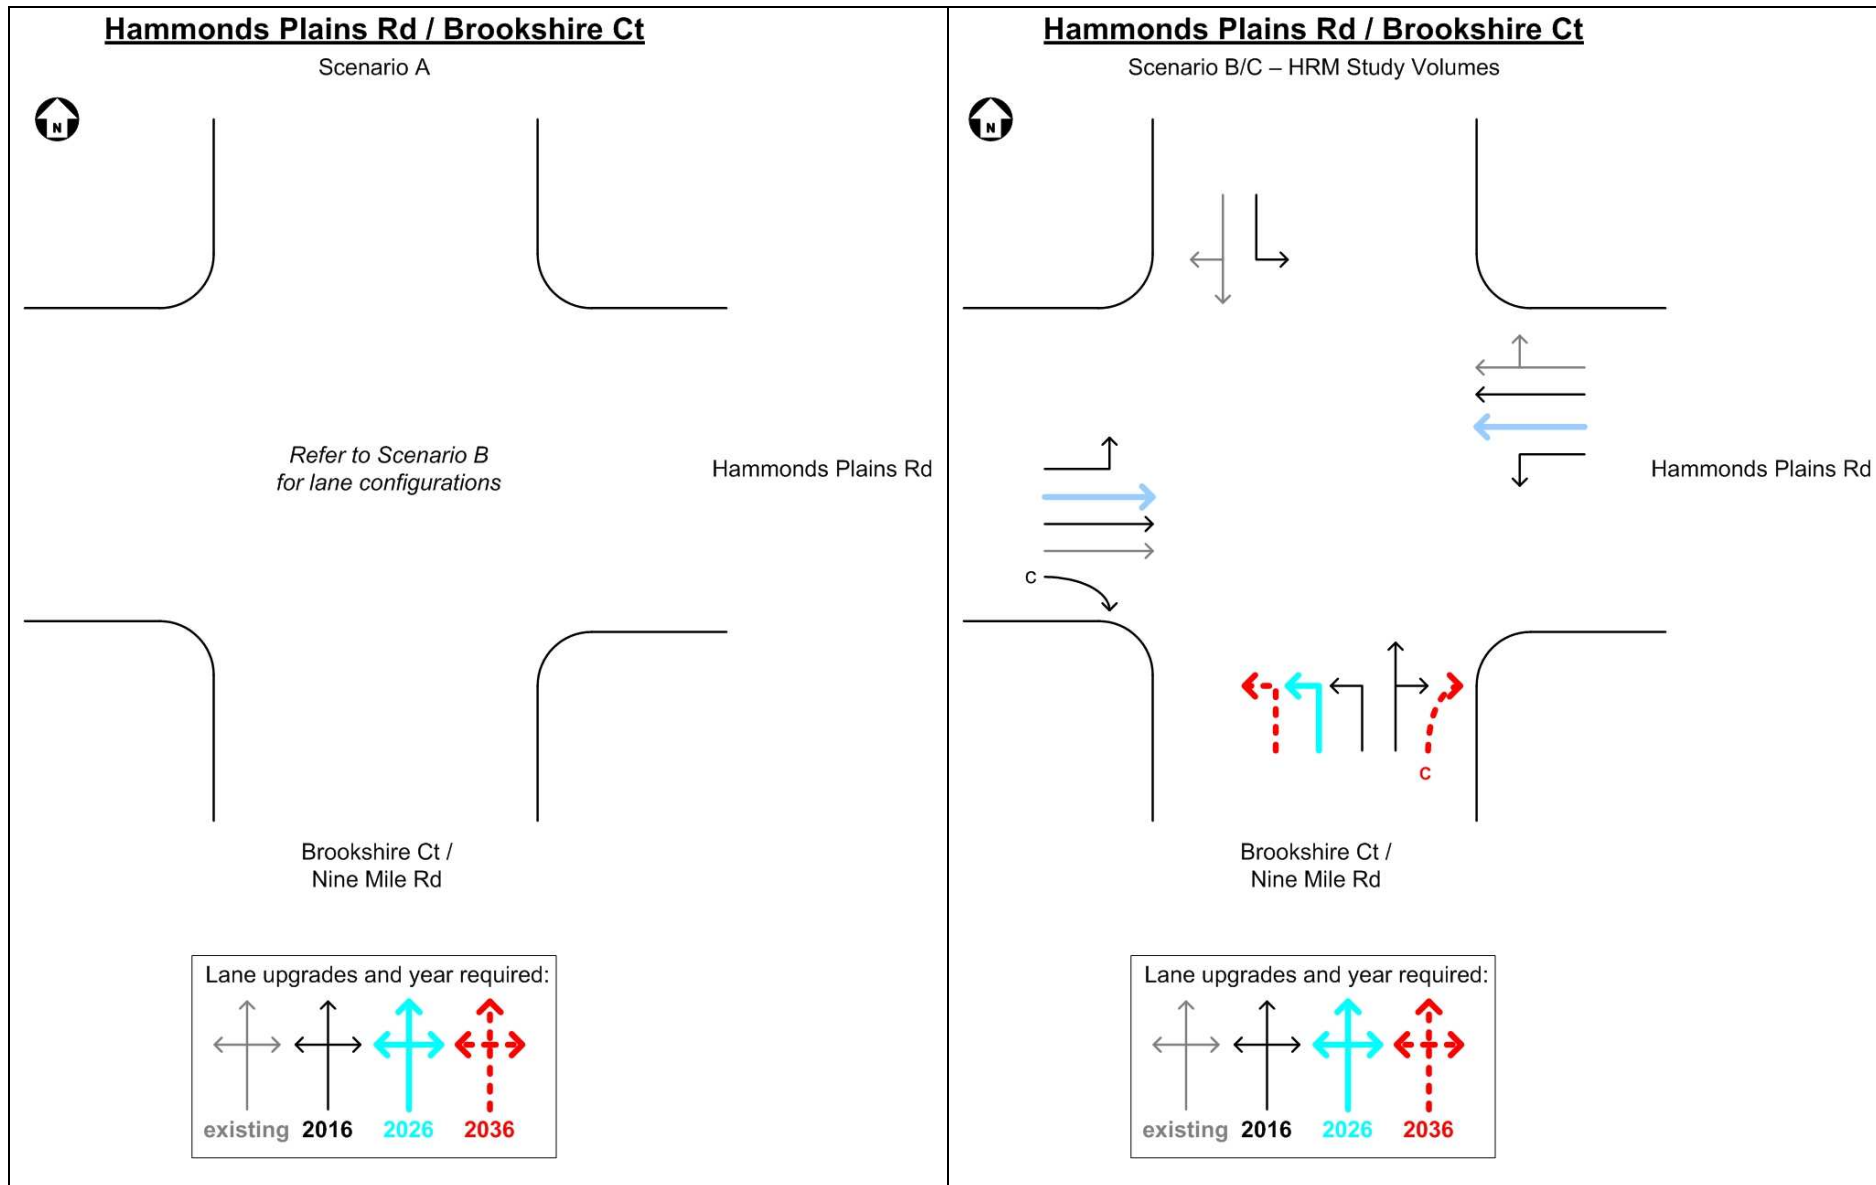 Hammonds Plains Rd / Brookshire Ct
Scenario A
N
Refer to Scenario B
for lane configurations
Hammonds Plains Rd
Brookshire Ct /
Nine Mile Rd
Lane upgrades and year required:
existing 2016 2026 2036
Hammonds Plains Rd / Brookshire Ct
Scenario B/C – HRM Study Volumes
N
Hammonds Plains Rd
C
C
Brookshire Ct /
Nine Mile Rd
Lane upgrades and year required:
existing 2016 2026 2036